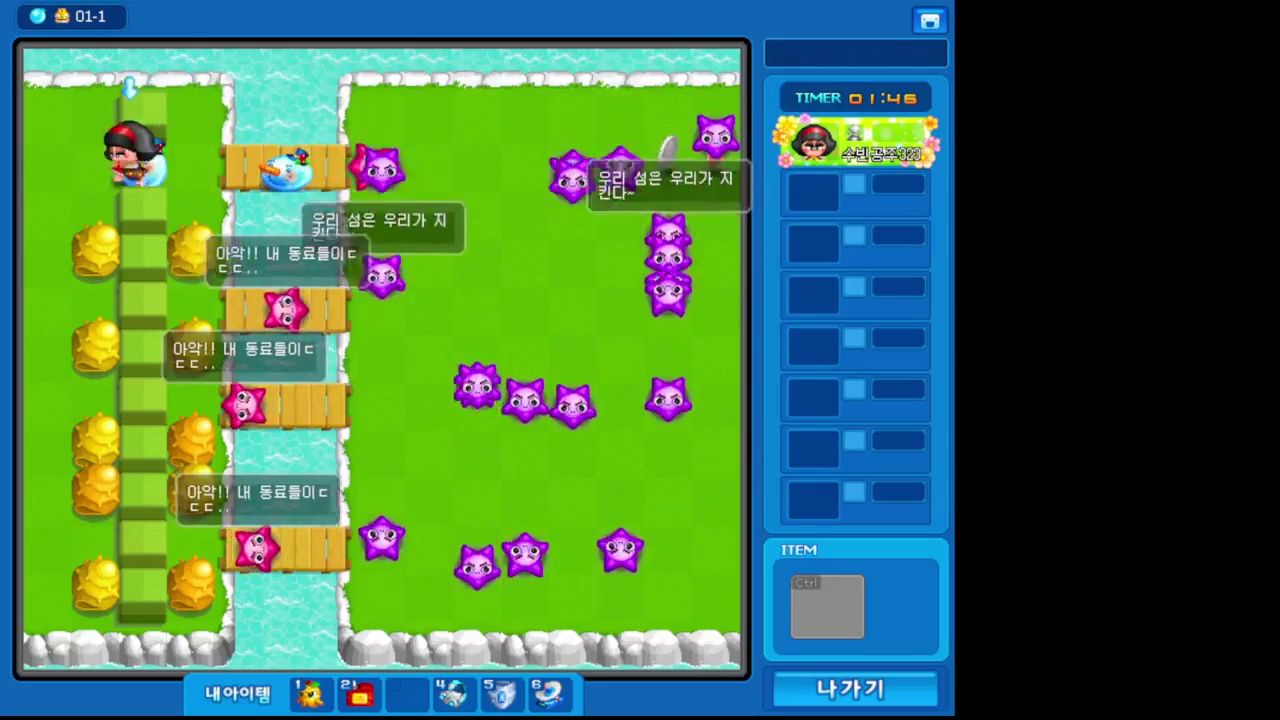 01-1
TIMER 01:46
수빈공주323
우리 섬은 우리가 지
킨다~
우리 섬은 우리가 지
킨다
아악!! 내 동료들이ㄷ
ㄷㄷ..
아악!! 내 동료들이ㄷ
ㄷㄷ..
아악!! 내 동료들이ㄷ
ㄷㄷ..
ITEM
Ctrl
내아이템
1
2
4
5
6
나가기